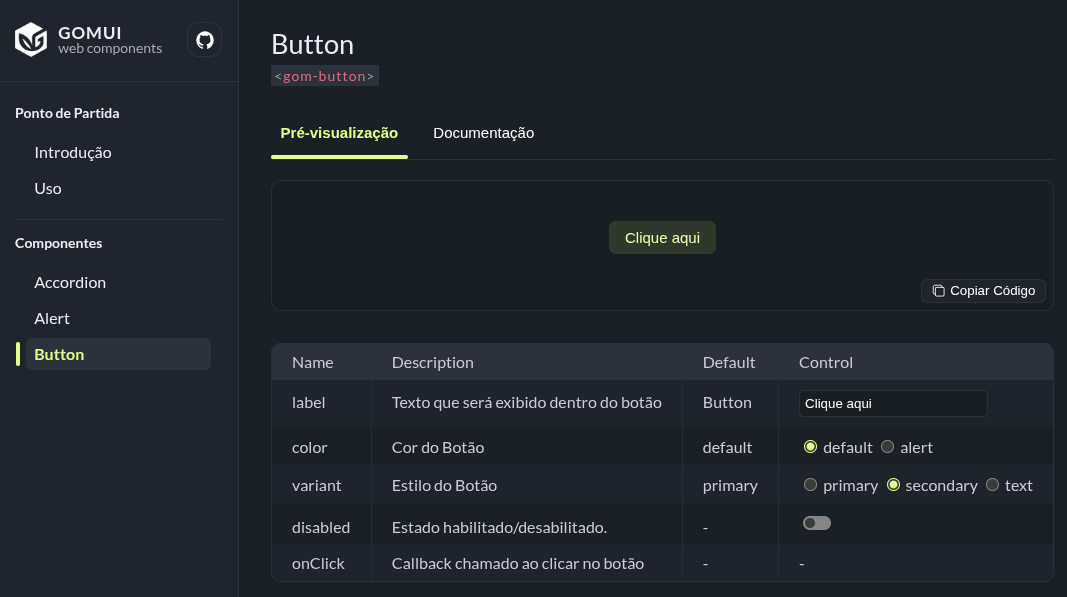 GOMUI
web components
Ponto de Partida
Introdução
Uso
Componentes
Accordion
Alert
Button
Button
<gom-button>
Pré-visualização Documentação
Clique aqui
Copiar Código
Name Description Default Control
label Texto que será exibido dentro do botão Button Clique aqui
color Cor do Botão default default alert
variant Estilo do Botão primary primary secondary text
disabled Estado habilitado/desabilitado. -
onClick Callback chamado ao clicar no botão - -